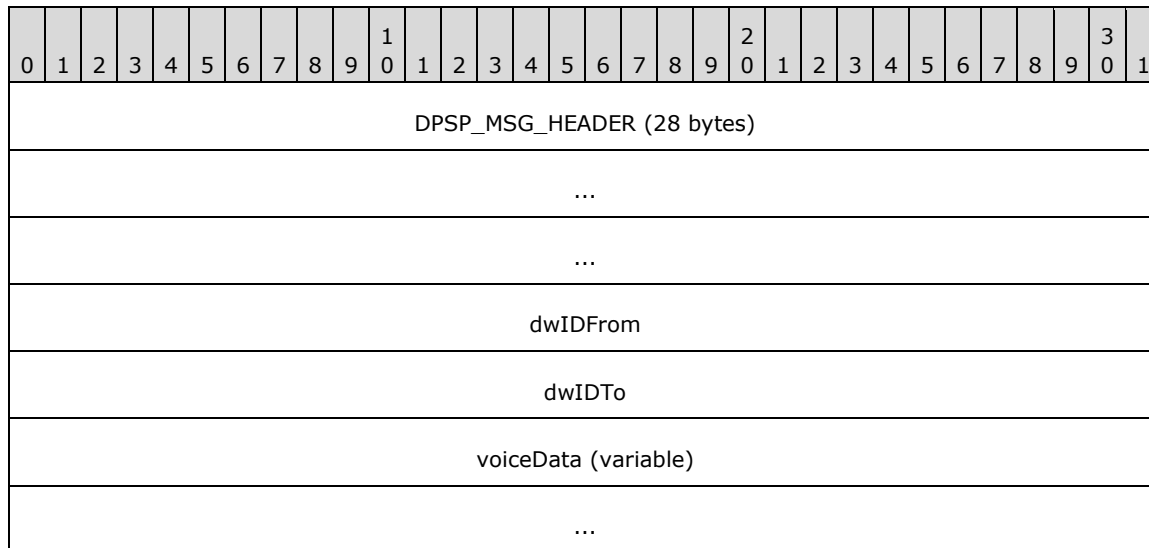 1 2 3
0 1 2 3 4 5 6 7 8 9 0 1 2 3 4 5 6 7 8 9 0 1 2 3 4 5 6 7 8 9 0 1
DPSP_MSG_HEADER (28 bytes)
...
...
dwIDFrom
dwIDTo
voiceData (variable)
...